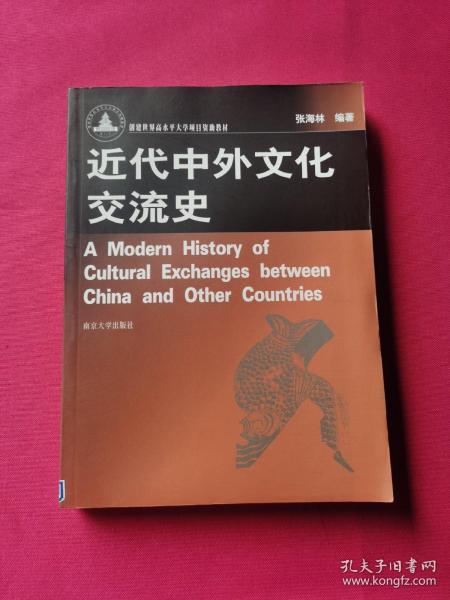 创建世界高水平大学项目资助教材
张海林 编著
近代中外文化
交流史
A Modern History of
Cultural Exchanges between
China and Other Countries
南京大学出版社
孔夫子旧书网
www.kongfz.com